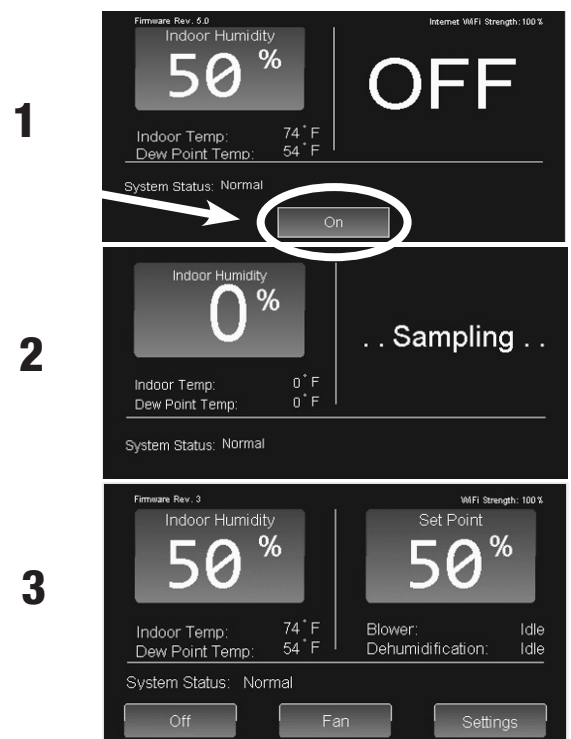 1
Firmware Rev. 5.0 Internet WiFi Strength: 100 %
Indoor Humidity
50 %
OFF
Indoor Temp: 74°F
Dew Point Temp: 54°F
System Status: Normal
On
2
Indoor Humidity
0 %
. . Sampling . .
Indoor Temp: 0°F
Dew Point Temp: 0°F
System Status: Normal
3
Firmware Rev. 3 WiFi Strength: 100 %
Indoor Humidity Set Point
50 % 50 %
Indoor Temp: 74°F Blower: Idle
Dew Point Temp: 54°F Dehumidification: Idle
System Status: Normal
Off Fan Settings